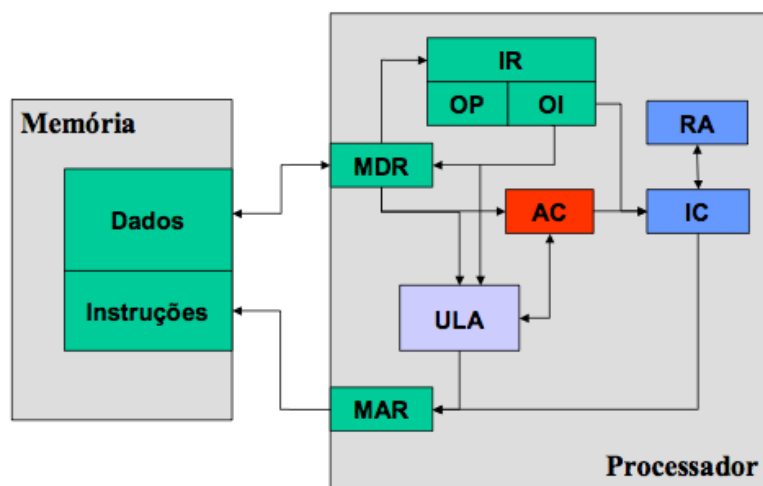 IR
OP OI
Memória
RA
MDR
AC IC
Dados
Instruções
ULA
MAR
Processador